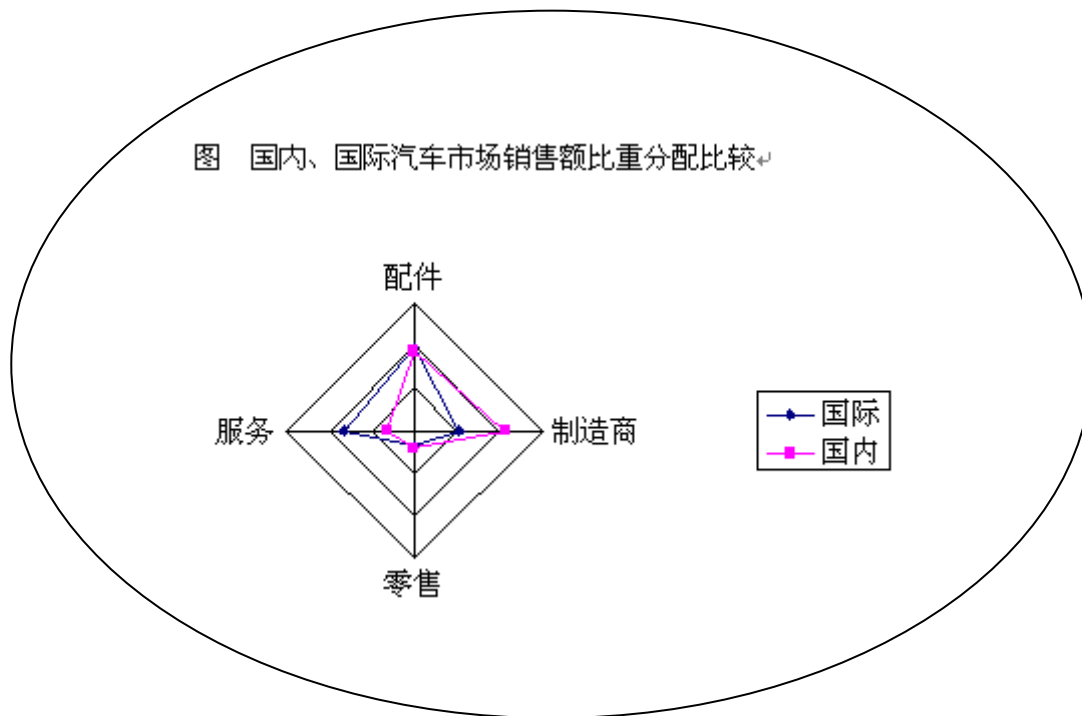 图 国内、国际汽车市场销售额比重分配比较↵
配件
服务
制造商
零售
国际
国内